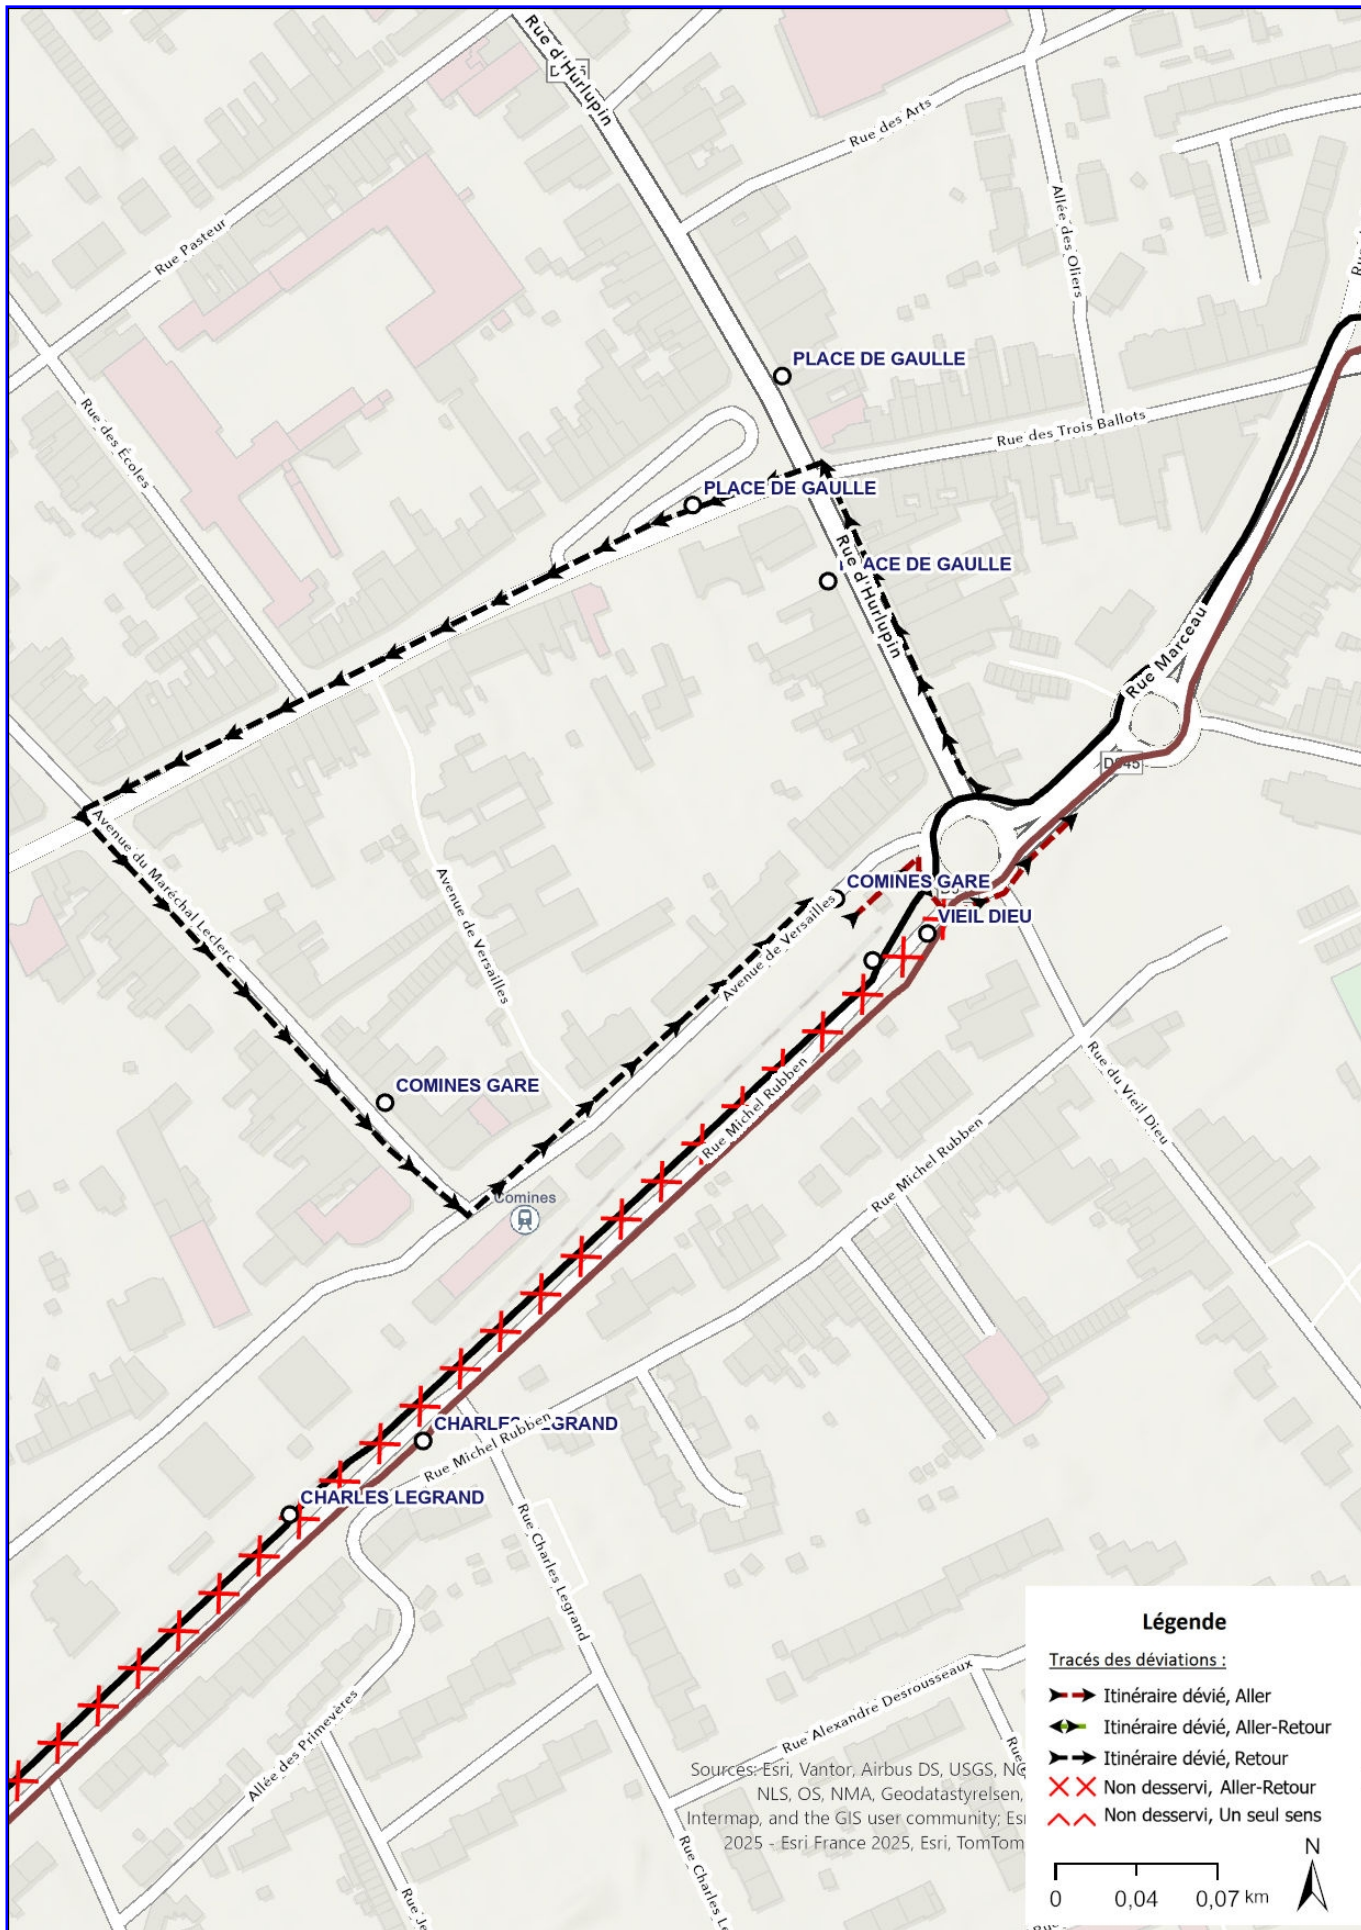 Rue d'Hurlupin
Rue des Arts
Rue Pasteur
Allée des Oliers
PLACE DE GAULLE
Rue des Écoles
Rue des Trois Ballots
PLACE DE GAULLE
Rue d'Hurlupin
PLACE DE GAULLE
Rue Marceau
D945
Avenue du Maréchal Leclerc
Avenue de Versailles
COMINES GARE
VIEIL DIEU
Avenue de Versailles
COMINES GARE
Rue Michel Rubben
Rue du Vieil Dieu
Rue Michel Rubben
Comines
CHARLES LEGRAND
Rue Michel Rubben
CHARLES LEGRAND
Rue Charles Legrand
Allée des Primevères
Rue Alexandre Desrousseaux
Rue
Sources: Esri, Vantor, Airbus DS, USGS,
NLS, OS, NMA, Geodatastyrelsen,
Intermap, and the GIS user community;
2025 - Esri France 2025, Esri, TomTom
Rue Charles
Rue
Légende
Tracés des déviations :
Itinéraire dévié, Aller
Itinéraire dévié, Aller-Retour
Itinéraire dévié, Retour
Non desservi, Aller-Retour
Non desservi, Un seul sens
N
0 0,04 0,07 km